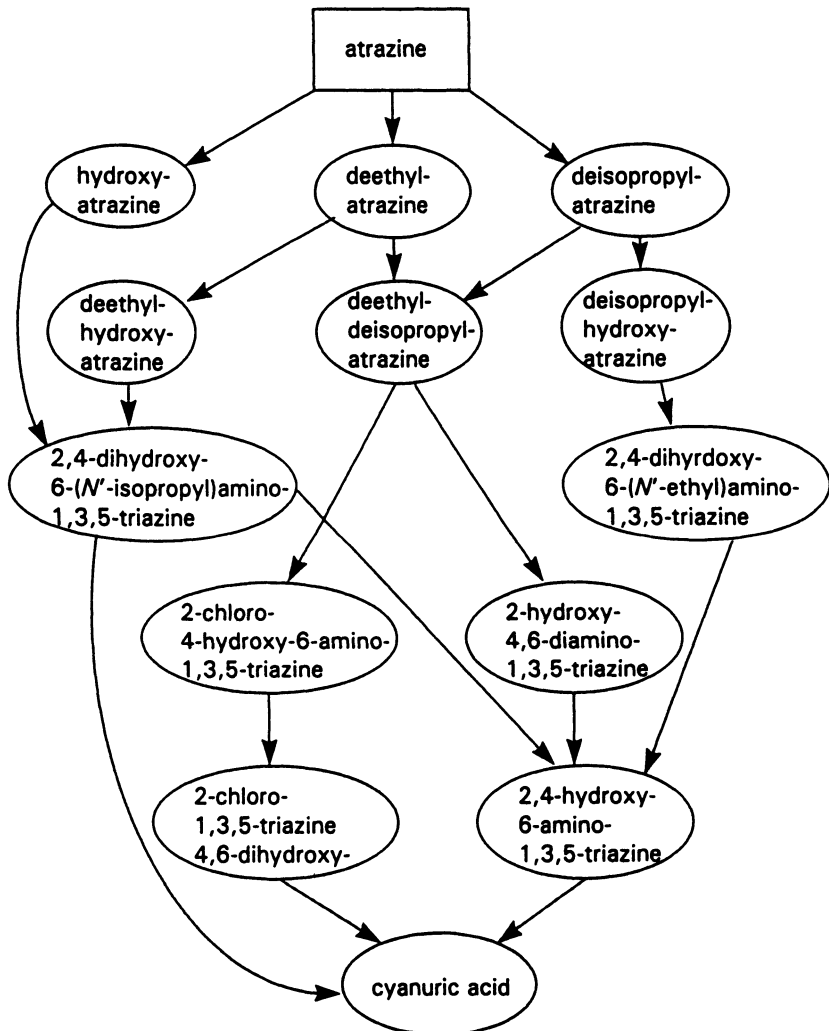 atrazine
hydroxy-
atrazine
deethyl-
atrazine
deisopropyl-
atrazine
deethyl-
hydroxy-
atrazine
deethyl-
deisopropyl-
atrazine
deisopropyl-
hydroxy-
atrazine
2,4-dihydroxy-
6-(N'-isopropyl)amino-
1,3,5-triazine
2,4-dihyrdoxy-
6-(N'-ethyl)amino-
1,3,5-triazine
2-chloro-
4-hydroxy-6-amino-
1,3,5-triazine
2-hydroxy-
4,6-diamino-
1,3,5-triazine
2-chloro-
1,3,5-triazine
4,6-dihydroxy-
2,4-hydroxy-
6-amino-
1,3,5-triazine
cyanuric acid